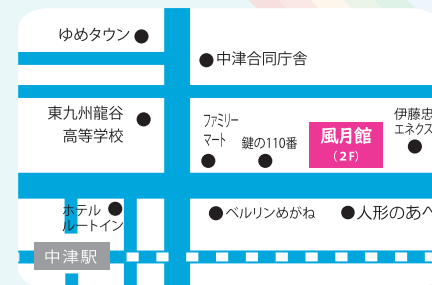 ゆめタウン
中津合同庁舎
東九州龍谷
高等学校
ファミリー
マート
鍵の110番
風月館
(2F)
伊藤忠
エネクス
ホテル
ルートイン
ベルリンめがね
人形のあべ
中津駅